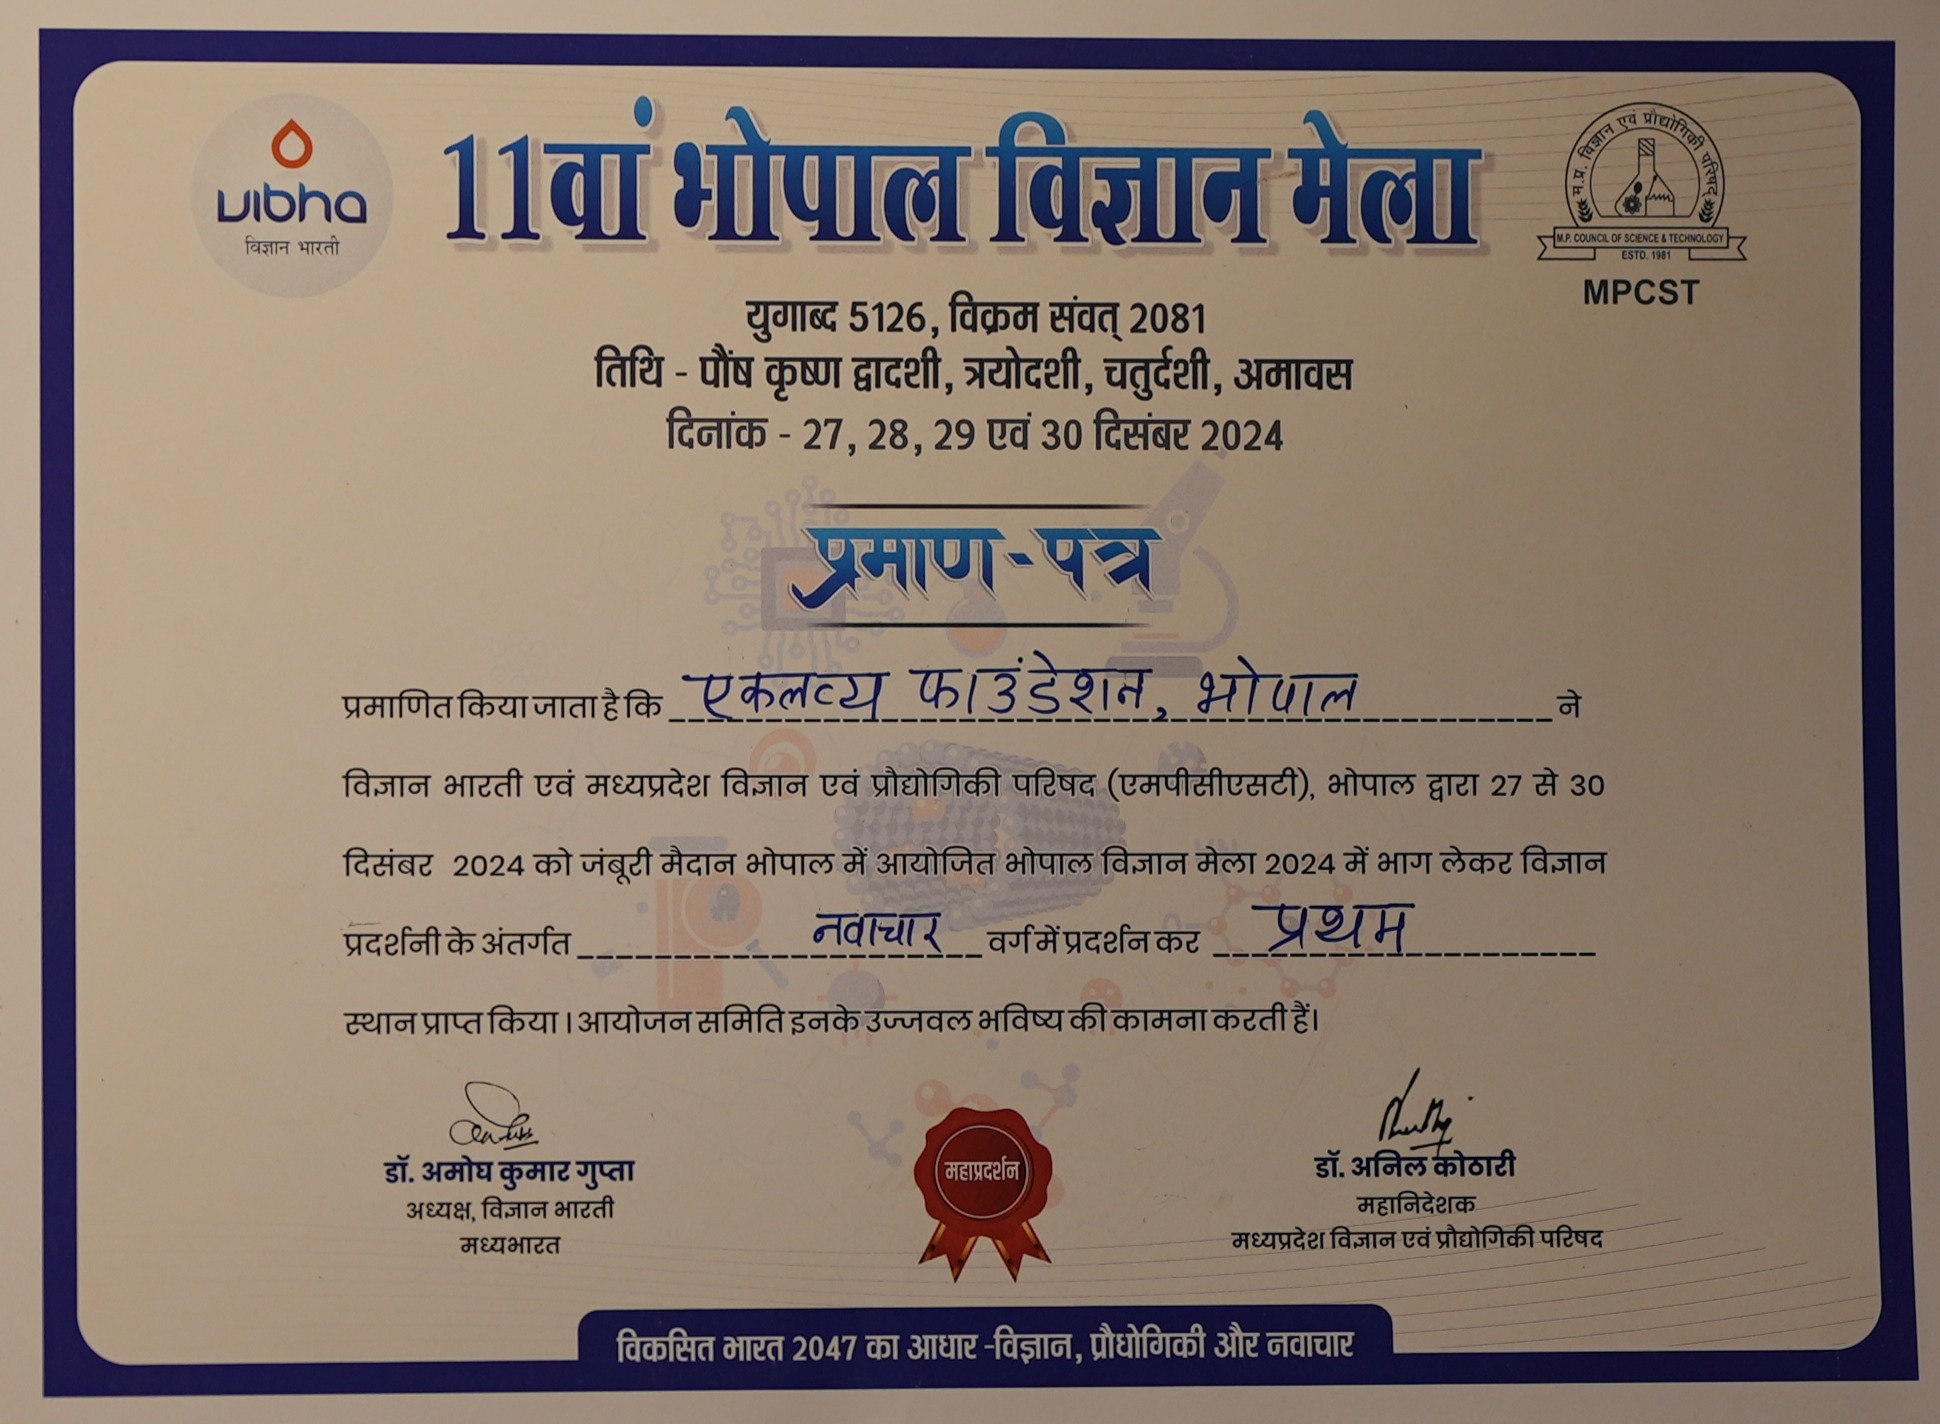 vibha
विज्ञान भारती
11वां भोपाल विज्ञान मेला
म.प्र. विज्ञान एवं प्रौद्योगिकी परिषद
M.P. COUNCIL OF SCIENCE & TECHNOLOGY
ESTD. 1981
MPCST
युगाब्द 5126, विक्रम संवत् 2081
तिथि - पौंष कृष्ण द्वादशी, त्रयोदशी, चतुर्दशी, अमावस
दिनांक - 27, 28, 29 एवं 30 दिसंबर 2024
प्रमाण-पत्र
प्रमाणित किया जाता है कि एकलव्य फाउंडेशन, भोपाल ने
विज्ञान भारती एवं मध्यप्रदेश विज्ञान एवं प्रौद्योगिकी परिषद (एमपीसीएसटी), भोपाल द्वारा 27 से 30
दिसंबर 2024 को जंबूरी मैदान भोपाल में आयोजित भोपाल विज्ञान मेला 2024 में भाग लेकर विज्ञान
प्रदर्शनी के अंतर्गत नवाचार वर्ग में प्रदर्शन कर प्रथम
स्थान प्राप्त किया। आयोजन समिति इनके उज्जवल भविष्य की कामना करती हैं।
डॉ. अमोघ कुमार गुप्ता
अध्यक्ष, विज्ञान भारती
मध्यभारत
महाप्रदर्शन
डॉ. अनिल कोठारी
महानिदेशक
मध्यप्रदेश विज्ञान एवं प्रौद्योगिकी परिषद
विकसित भारत 2047 का आधार -विज्ञान, प्रौधोगिकी और नवाचार